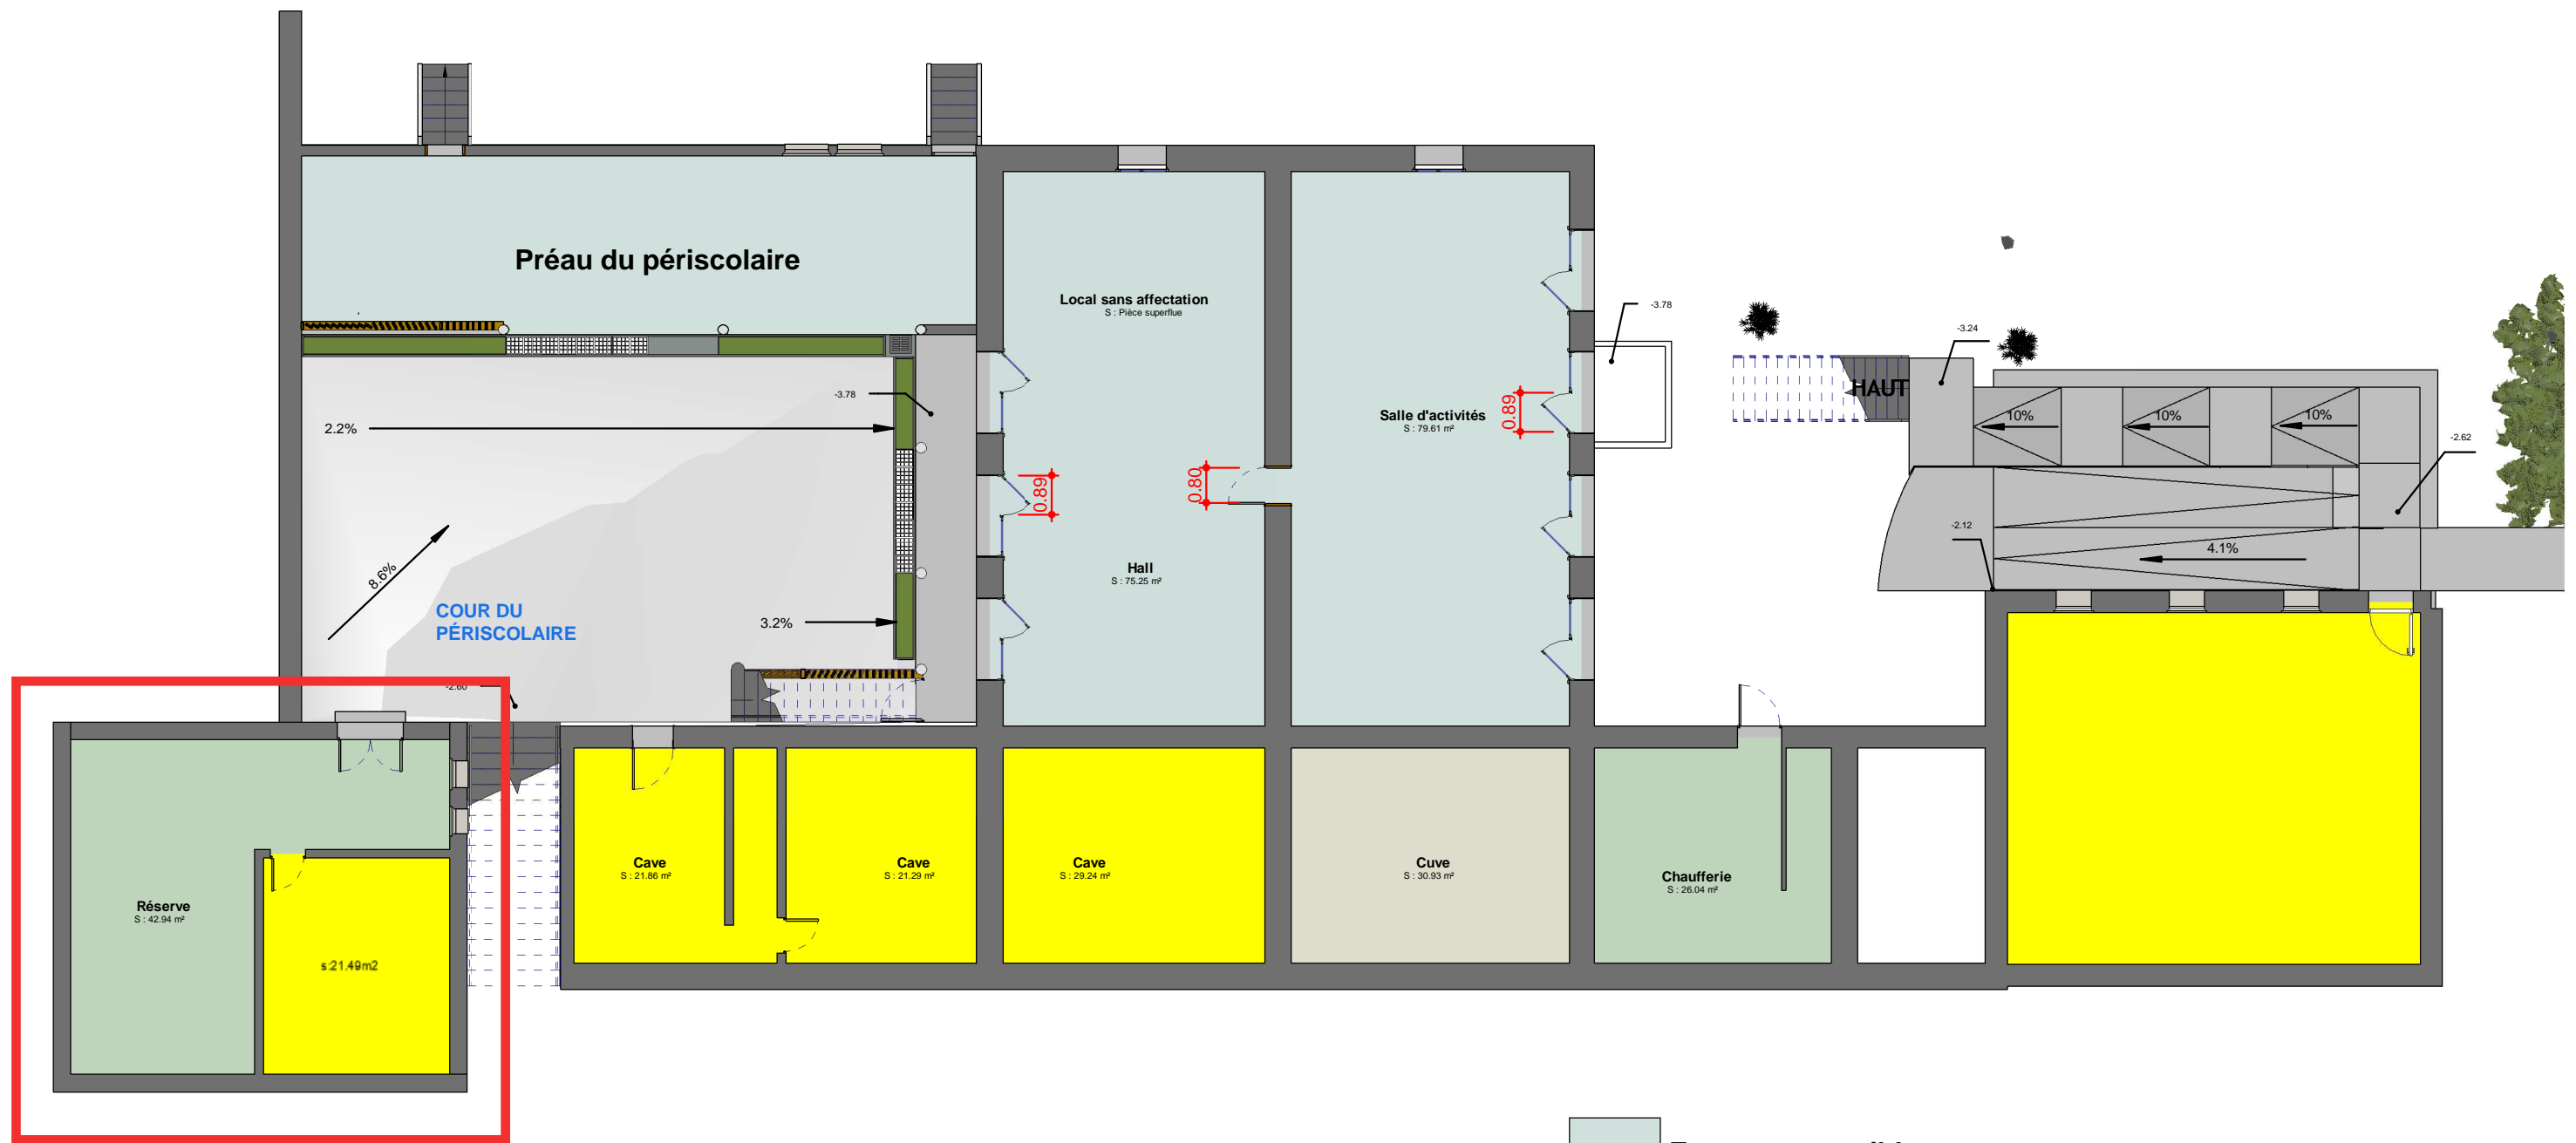 Préau du périscolaire
Local sans affectation
S : Pièce superflue
-3.78
-3.24
HAUT
-3.78
0.89
Salle d'activités
S : 79.61 m²
10%
10%
10%
2.2%
-2.62
0.89
0.80
-2.12
4.1%
8.6%
Hall
S : 75.25 m²
COUR DU
PÉRISCOLAIRE
3.2%
-2.60
Cave
S : 21.86 m²
Cave
S : 21.29 m²
Cave
S : 29.24 m²
Cuve
S : 30.93 m²
Chaufferie
S : 26.04 m²
Réserve
S : 42.94 m²
s:21.49m2